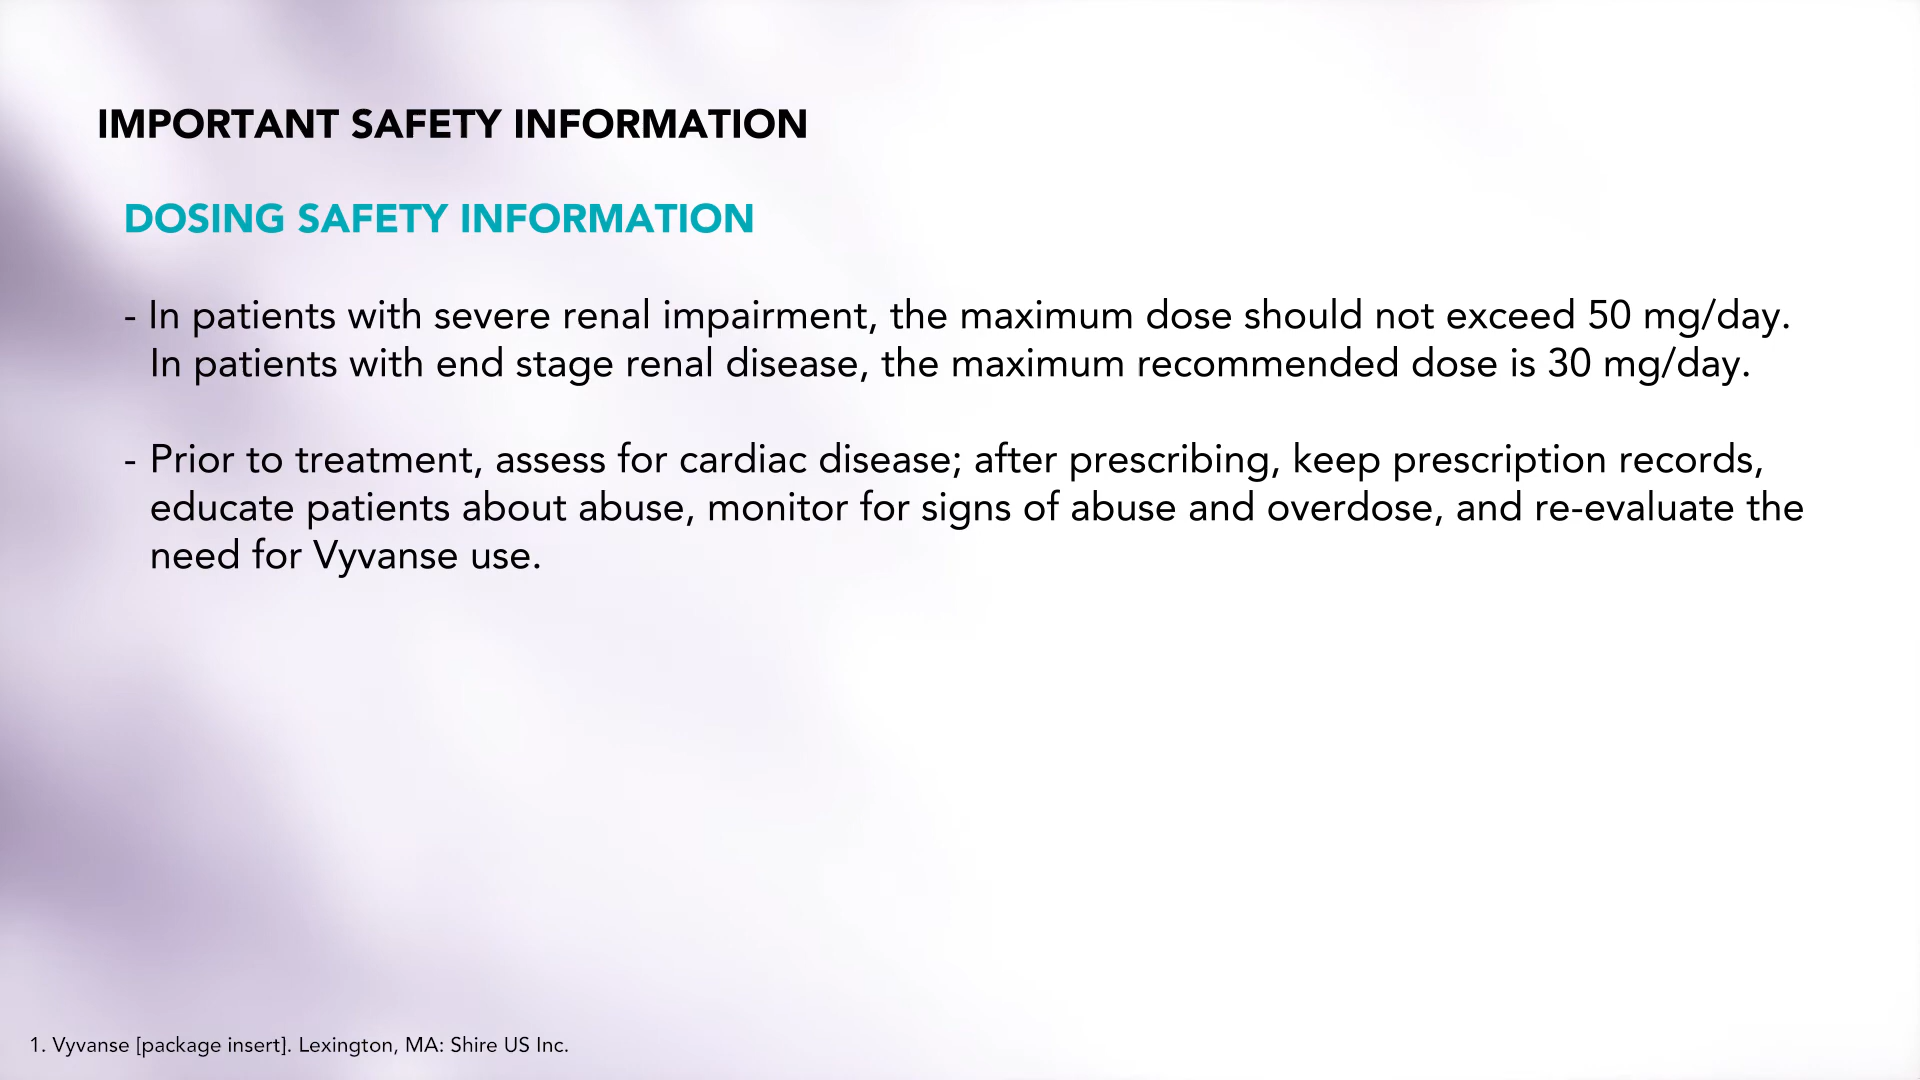 IMPORTANT SAFETY INFORMATION
DOSING SAFETY INFORMATION
- In patients with severe renal impairment, the maximum dose should not exceed 50 mg/day.
In patients with end stage renal disease, the maximum recommended dose is 30 mg/day.
- Prior to treatment, assess for cardiac disease; after prescribing, keep prescription records,
educate patients about abuse, monitor for signs of abuse and overdose, and re-evaluate the
need for Vyvanse use.
1. Vyvanse [package insert]. Lexington, MA: Shire US Inc.